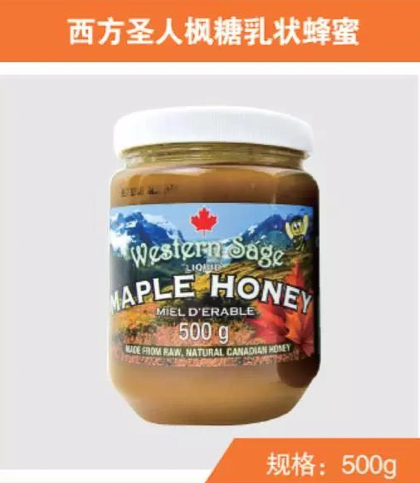 西方圣人枫糖乳状蜂蜜
Western Sage
LIQUID
MAPLE HONEY
MIEL D'ERABLE
500 g
MADE FROM RAW, NATURAL CANADIAN HONEY
规格：500g